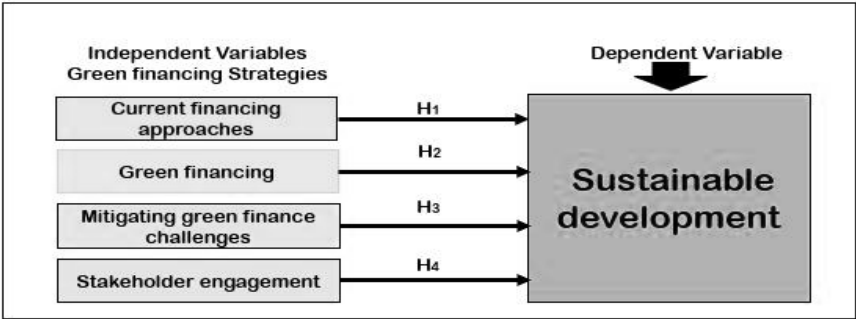 Independent Variables
Green financing Strategies
Dependent Variable
Current financing
approaches
H1
Green financing
H2
Mitigating green finance
challenges
H3
Stakeholder engagement
H4
Sustainable
development